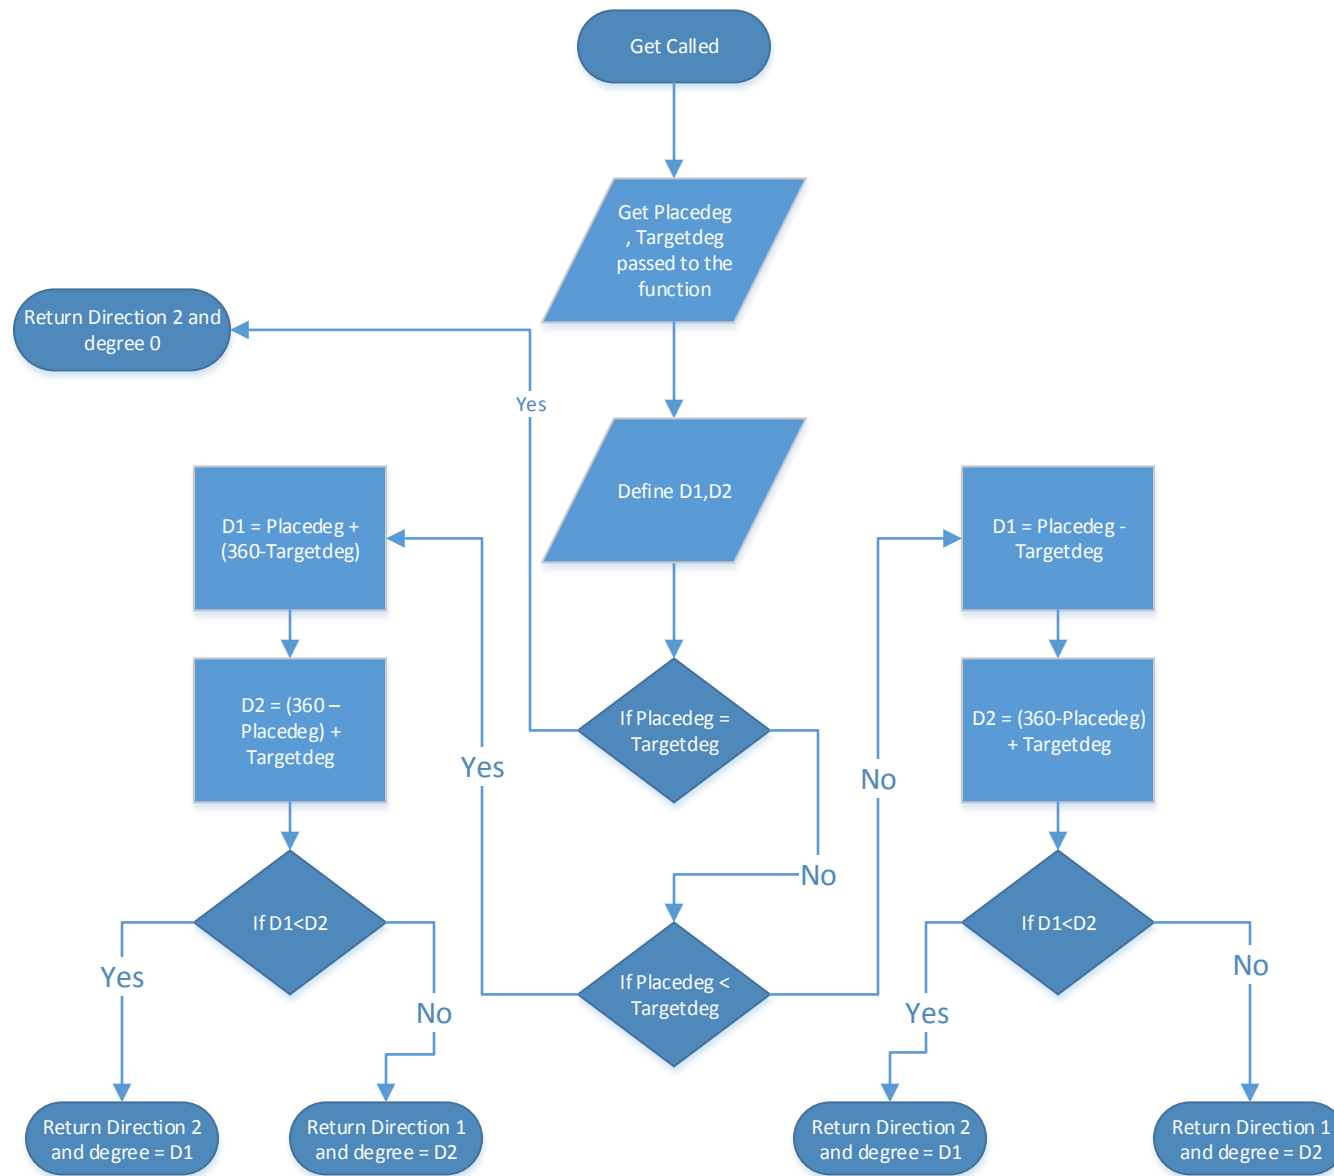 Get Called
Get Placedeg
, Targetdeg
passed to the
function
Return Direction 2 and
degree 0
Yes
Define D1,D2
D1 = Placedeg +
(360-Targetdeg)
D1 = Placedeg -
Targetdeg
D2 = (360 –
Placedeg) +
Targetdeg
If Placedeg =
Targetdeg
D2 = (360-Placedeg)
+ Targetdeg
Yes
No
No
If D1<D2
If Placedeg <
Targetdeg
If D1<D2
Yes
No
Yes
No
Return Direction 2
and degree = D1
Return Direction 1
and degree = D2
Return Direction 2
and degree = D1
Return Direction 1
and degree = D2